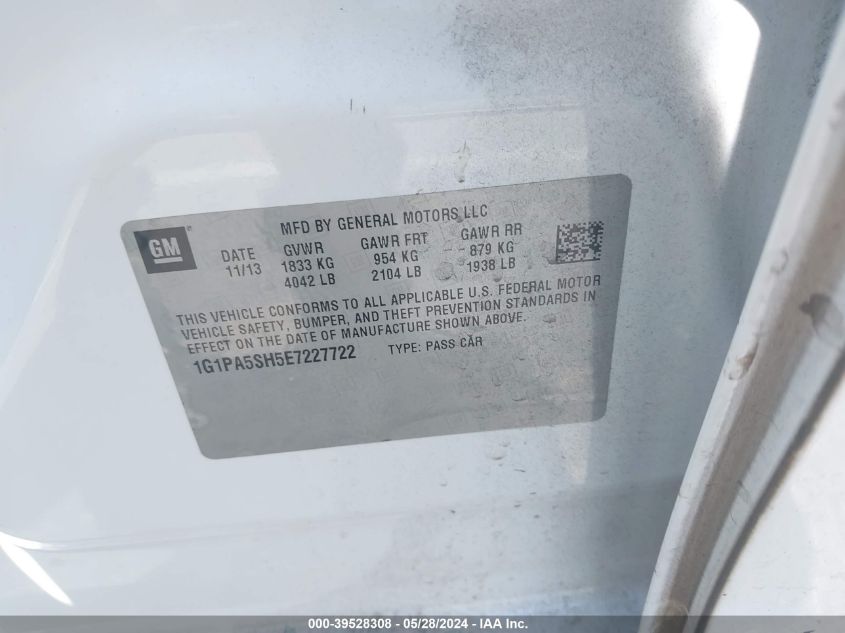 GM
MFD BY GENERAL MOTORS LLC
DATE GVWR GAWR FRT GAWR RR
11/13 1833 KG 954 KG 879 KG
4042 LB 2104 LB 1938 LB
THIS VEHICLE CONFORMS TO ALL APPLICABLE U.S. FEDERAL MOTOR
VEHICLE SAFETY, BUMPER, AND THEFT PREVENTION STANDARDS IN
EFFECT ON THE DATE OF MANUFACTURE SHOWN ABOVE.
1G1PA5SH5E7227722 TYPE: PASS CAR
000-39528308 / 05/28/2024 - IAA Inc.